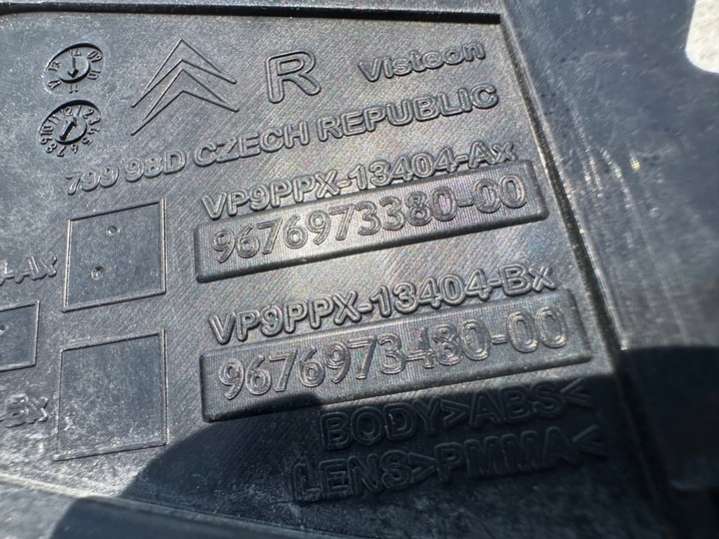 R Visteon
799 98D CZECH REPUBLIC
VP9PPX-13404-Ax
9676973380-00
VP9PPX-13404-Bx
9676973480-00
BODY>ABS<
LENS>PMMA<